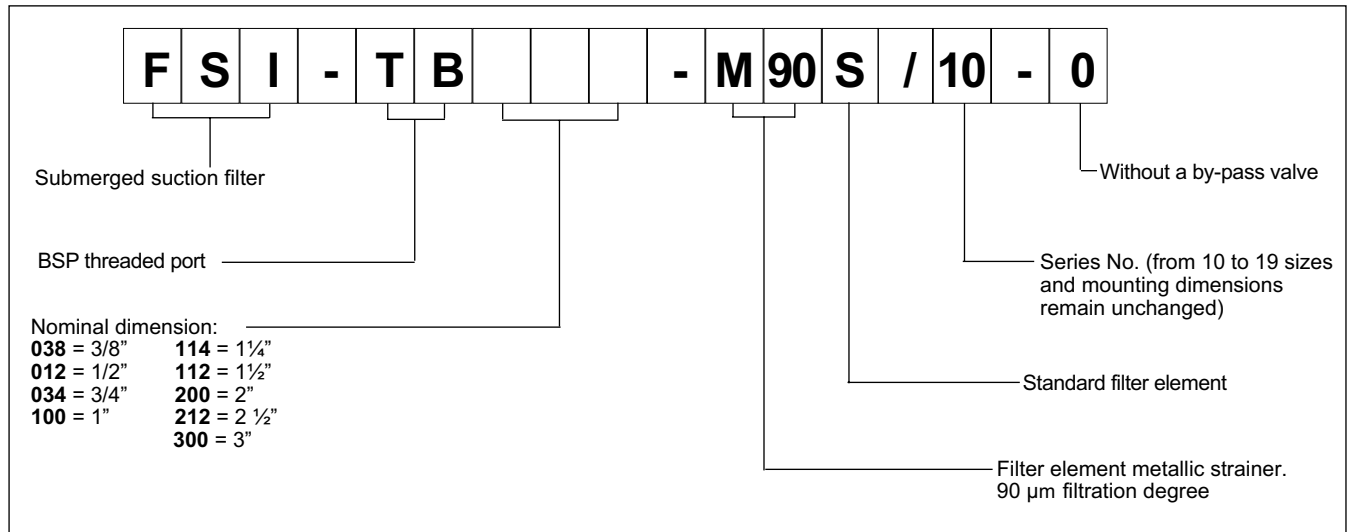 F S I - T B - M 90 S / 10 - 0
Submerged suction filter
Without a by-pass valve
BSP threaded port
Series No. (from 10 to 19 sizes
and mounting dimensions
remain unchanged)
Nominal dimension:
038 = 3/8” 114 = 1¼”
012 = 1/2” 112 = 1½”
034 = 3/4” 200 = 2”
100 = 1” 212 = 2 ½”
300 = 3”
Standard filter element
Filter element metallic strainer.
90 µm filtration degree